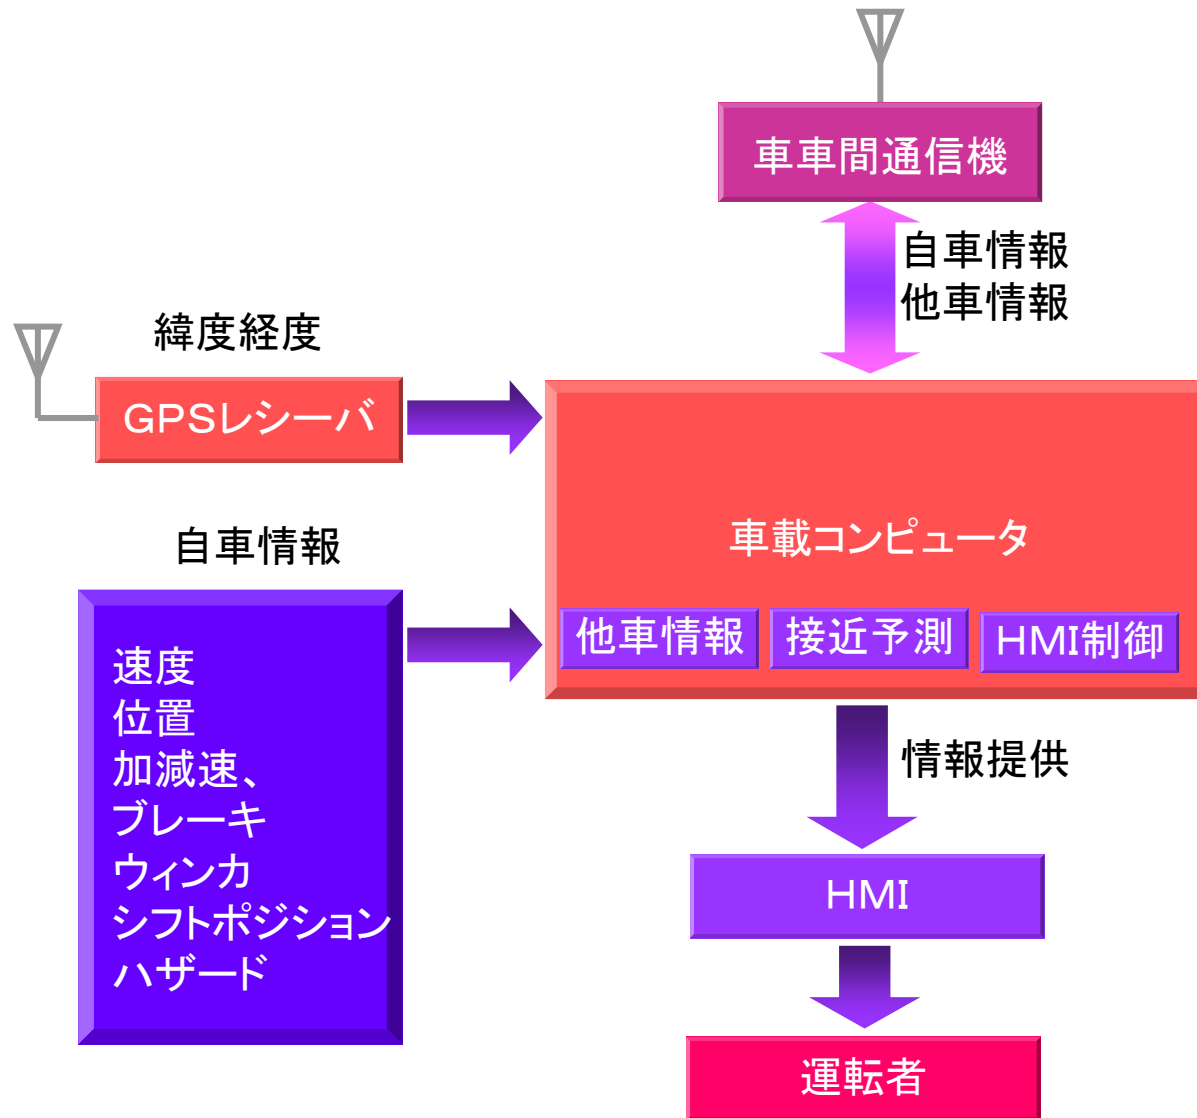 車車間通信機
自車情報
他車情報
緯度経度
GPSレシーバ
自車情報
速度
位置
加減速、
ブレーキ
ウィンカ
シフトポジション
ハザード
車載コンピュータ
他車情報
接近予測
HMI制御
情報提供
HMI
運転者